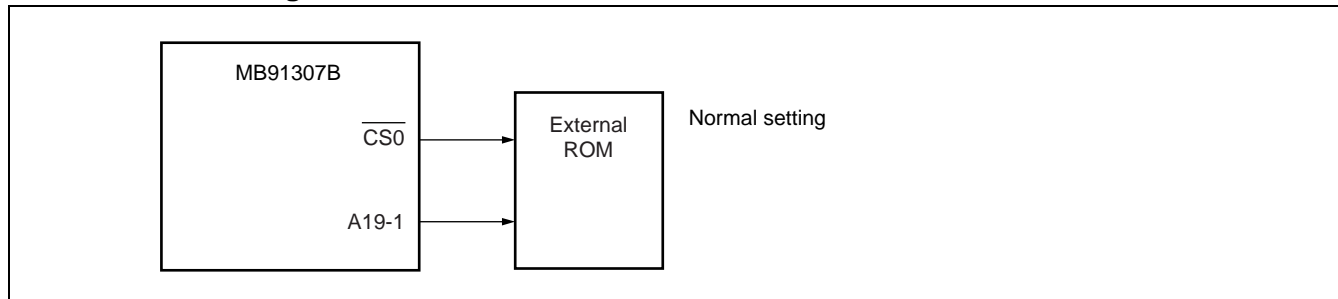 MB91307B
CS0
A19-1
External
ROM
Normal setting